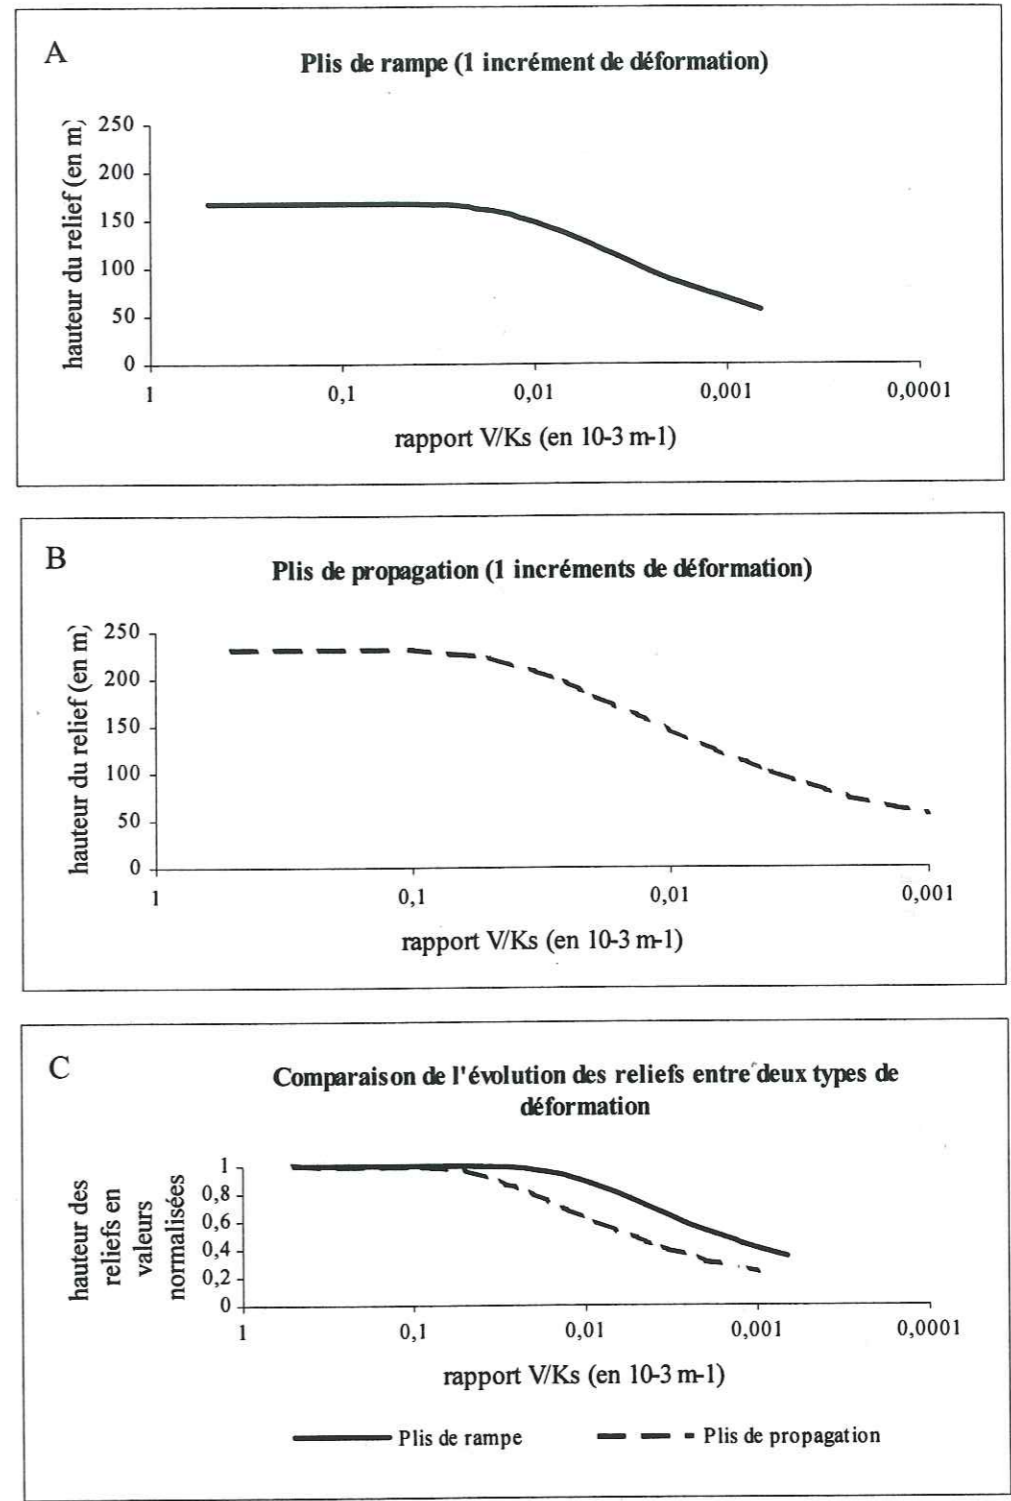 A
Plis de rampe (1 incrément de déformation)
hauteur du relief (en m)
250
200
150
100
50
0
1
0,1
0,01
0,001
0,0001
rapport V/Ks (en 10-3 m-1)
B
Plis de propagation (1 incréments de déformation)
hauteur du relief (en m)
250
200
150
100
50
0
1
0,1
0,01
0,001
rapport V/Ks (en 10-3 m-1)
C
Comparaison de l'évolution des reliefs entre deux types de
déformation
hauteur des
reliefs en
valeurs
normalisées
1
0,8
0,6
0,4
0,2
0
1
0,1
0,01
0,001
0,0001
rapport V/Ks (en 10-3 m-1)
Plis de rampe
Plis de propagation